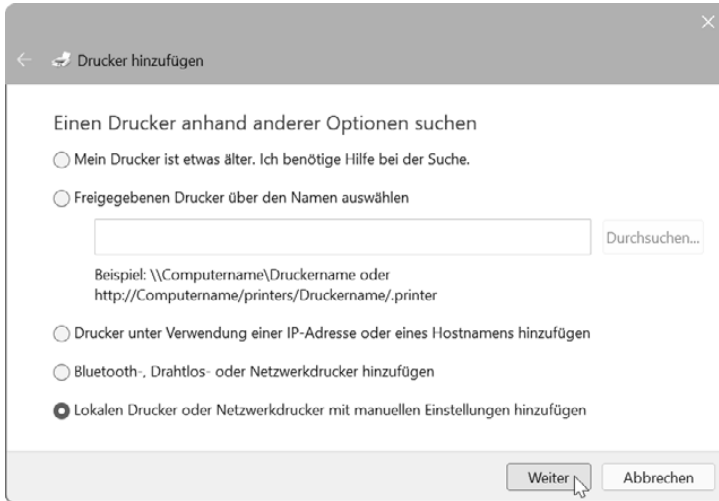 Drucker hinzufügen
Einen Drucker anhand anderer Optionen suchen
Mein Drucker ist etwas älter. Ich benötige Hilfe bei der Suche.
Freigegebenen Drucker über den Namen auswählen
Durchsuchen...
Beispiel: \\Computername\Druckername oder
http://Computername/printers/Druckername/.printer
Drucker unter Verwendung einer IP-Adresse oder eines Hostnamens hinzufügen
Bluetooth-, Drahtlos- oder Netzwerkdrucker hinzufügen
Lokalen Drucker oder Netzwerkdrucker mit manuellen Einstellungen hinzufügen
Weiter Abbrechen